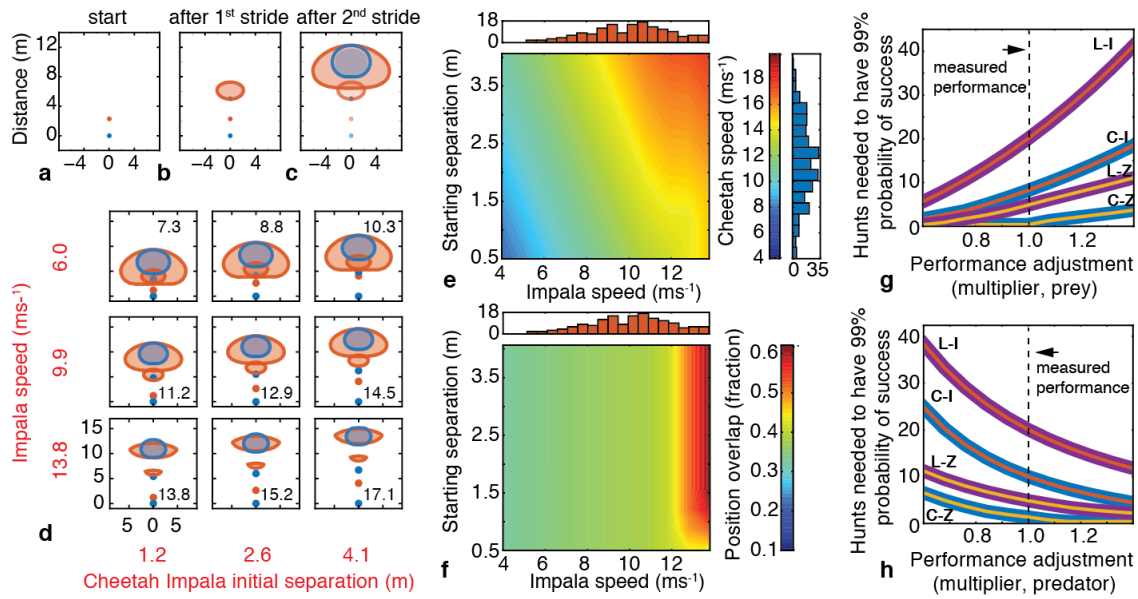 start
after 1st stride
after 2nd stride
Distance (m)
12
8
4
0
−4 0 4
−4 0 4
−4 0 4
a
b
c
Impala speed (ms-1)
6.0
7.3
8.8
10.3
9.9
11.2
12.9
14.5
13.8
15
10
5
0
13.8
15.2
17.1
5 0 5
d
1.2
2.6
4.1
Cheetah Impala initial separation (m)
18
0
Starting separation (m)
4.0
3.0
1.5
0.5
4 6 8 10 12
e
Impala speed (ms-1)
Cheetah speed (ms-1)
18
16
14
12
10
8
6
4
0 35
18
0
Starting separation (m)
4.0
3.0
1.5
0.5
4 6 8 10 12
f
Impala speed (ms-1)
Position overlap (fraction)
0.6
0.5
0.4
0.3
0.2
0.1
Hunts needed to have 99%
probability of success
40
30
20
10
0
measured
performance
L-I
C-I
L-Z
C-Z
0.8 1.0 1.2
g
Performance adjustment
(multiplier, prey)
Hunts needed to have 99%
probability of success
40
30
20
10
0
L-I
C-I
L-Z
C-Z
measured
performance
0.8 1.0 1.2
h
Performance adjustment
(multiplier, predator)